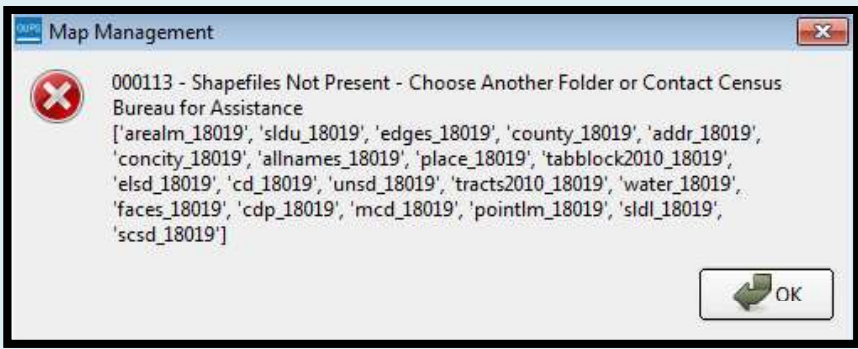 GUPS Map Management
000113 - Shapefiles Not Present - Choose Another Folder or Contact Census
Bureau for Assistance
['arealm_18019', 'sldu_18019', 'edges_18019', 'county_18019', 'addr_18019',
'concity_18019', 'allnames_18019', 'place_18019', 'tabblock2010_18019',
'elsd_18019', 'cd_18019', 'unsd_18019', 'tracts2010_18019', 'water_18019',
'faces_18019', 'cdp_18019', 'mcd_18019', 'pointlm_18019', 'sldl_18019',
'scsd_18019']
OK